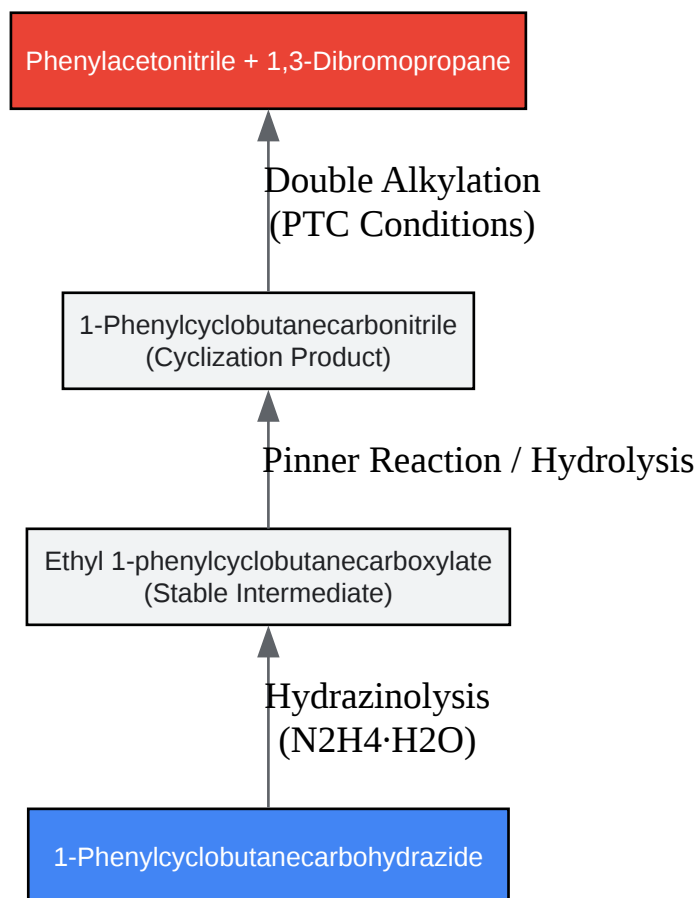 Phenylacetonitrile + 1,3-Dibromopropane
Double Alkylation
(PTC Conditions)
1-Phenylcyclobutanecarbonitrile
(Cyclization Product)
Pinner Reaction / Hydrolysis
Ethyl 1-phenylcyclobutanecarboxylate
(Stable Intermediate)
Hydrazinolysis
(N2H4·H2O)
1-Phenylcyclobutanecarbohydrazide